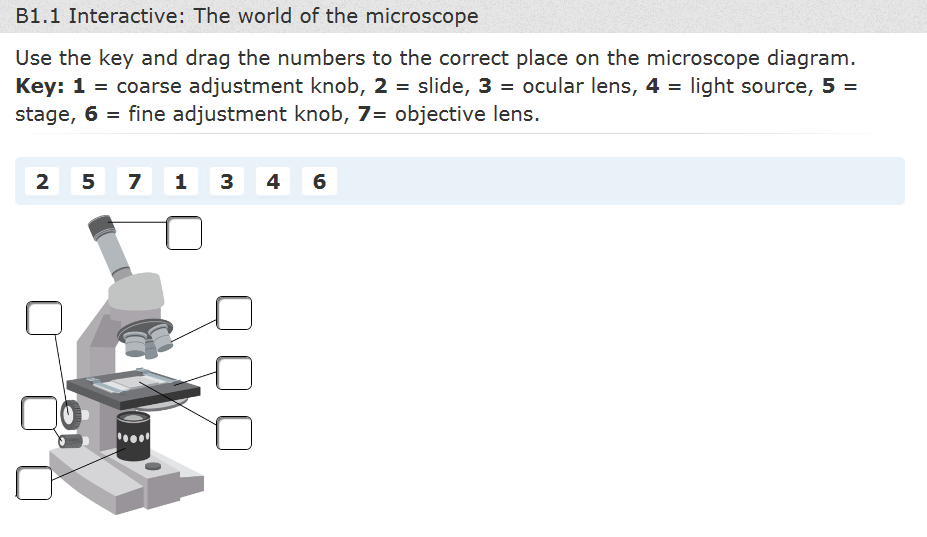 B1.1 Interactive: The world of the microscope
Use the key and drag the numbers to the correct place on the microscope diagram.
Key: 1 = coarse adjustment knob, 2 = slide, 3 = ocular lens, 4 = light source, 5 =
stage, 6 = fine adjustment knob, 7= objective lens.
2 5 7 1 3 4 6